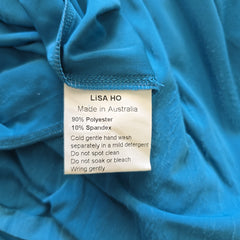 LiSA HO
Made in Australia
90% Polyester
10% Spandex
Cold gentle hand wash
separately in a mild detergent
Do not spot clean
Do not soak or bleach
Wring gently